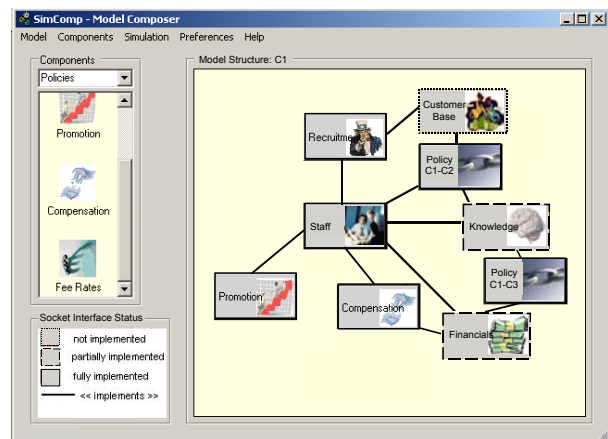 SimComp - Model Composer
Model Components Simulation Preferences Help
Components
Policies
Promotion
Compensation
Fee Rates
Socket Interface Status
not implemented
partially implemented
fully implemented
<< implements >>
Model Structure: C1
Customer
Base
Recruitme
Policy
C1-C2
Staff
Knowledge
Policy
C1-C3
Promotion
Compensation
Financials